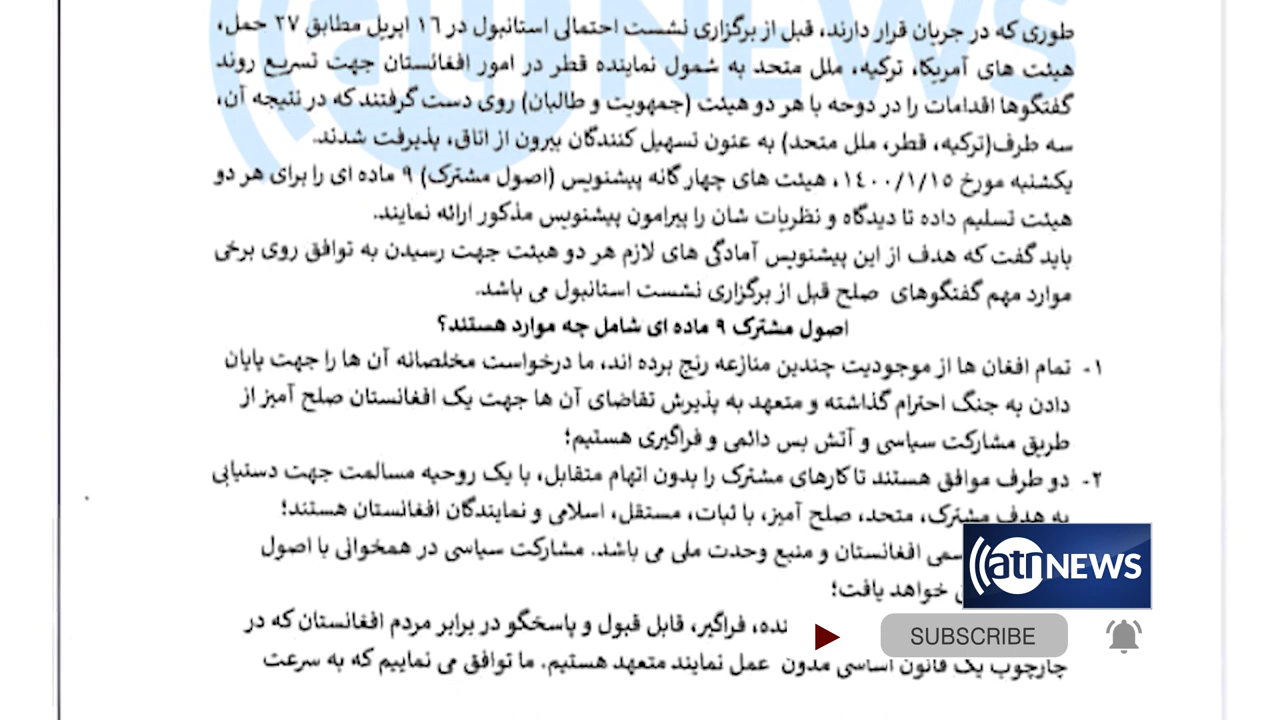 طوری که در جریان قرار دارند، قبل از برگزاری نشست احتمالی استانبول در ۱۶ اپریل مطابق ۲۷ حمل،
هیئت های آمریکا، ترکیه، ملل متحد به شمول نماینده قطر در امور افغانستان جهت تسریع روند
گفتگوها اقدامات را در دوحه با هر دو هیئت (جمهویت و طالبان) روی دست گرفتند که در نتیجه آن،
سه طرف(ترکیه، قطر، ملل متحد) به عنون تسهیل کنندگان بیرون از اتاق، پذیرفت شدند.
یکشنبه مورخ ۱۴۰۰/۱/۱۵، هیئت های چهار گانه پیشنویس (اصول مشترک) ۹ ماده ای را برای هر دو
هیئت تسلیم داده تا دیدگاه و نظریات شان را پیرامون پیشنویس مذکور ارائه نمایند.
باید گفت که هدف از این پیشنویس آمادگی های لازم هر دو هیئت جهت رسیدن به توافق روی برخی
موارد مهم گفتگوهای صلح قبل از برگزاری نشست استانبول می باشد.
اصول مشترک ۹ ماده ای شامل چه موارد هستند؟
۱- تمام افغان ها از موجودیت چندین منازعه رنج برده اند، ما درخواست مخلصانه آن ها را جهت پایان
دادن به جنگ احترام گذاشته و متعهد به پذیرش تقاضای آن ها جهت یک افغانستان صلح آمیز از
طریق مشارکت سیاسی و آتش بس دائمی و فراگیری هستیم؛
۲- دو طرف موافق هستند تا کارهای مشترک را بدون اتهام متقابل، با یک روحیه مسالمت جهت دستیابی
به هدف مشترک، متحد، صلح آمیز، با ثبات، مستقل، اسلامی و نمایندگان افغانستان هستند؛
افغانستان و منبع وحدت ملی می باشد. مشارکت سیاسی در همخوانی با اصول
خواهد یافت؛
فراگیر، قابل قبول و پاسخگو در برابر مردم افغانستان که در
چارچوب یک قانون اساسی مدون عمل نمایند متعهد هستیم. ما توافق می نماییم که به سرعت
atn NEWS
SUBSCRIBE